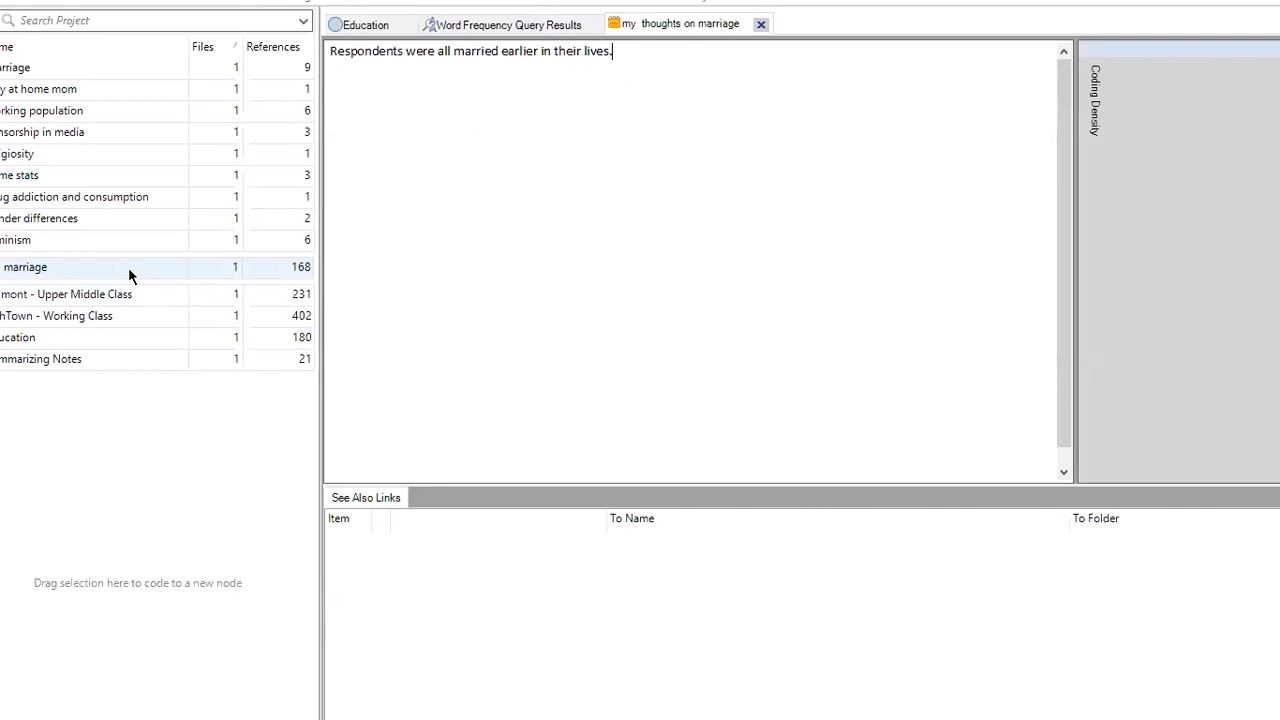 Search Project
Education Word Frequency Query Results my thoughts on marriage
me Files References
Respondents were all married earlier in their lives.
rriage 1 9
y at home mom 1 1
rking population 1 6
nsorship in media 1 3
igiosity 1 1
me stats 1 3
ug addiction and consumption 1 1
nder differences 1 2
minism 1 6
marriage 1 168
mont - Upper Middle Class 1 231
hTown - Working Class 1 402
ucation 1 180
mmarizing Notes 1 21
Coding Density
See Also Links
Item To Name To Folder
Drag selection here to code to a new node